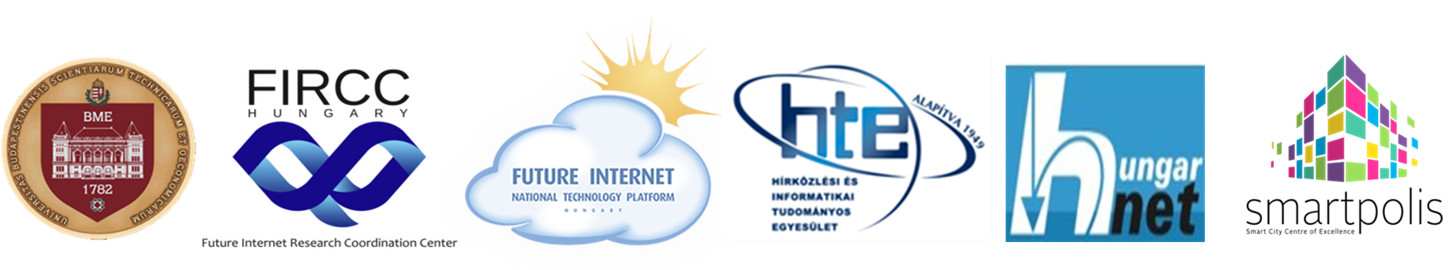 UNIVERSITAS BUDAPESTINENSIS SCIENTIARUM TECHNICARUM ET OECONOMICARUM
BME
1782
FIRCC
HUNGARY
Future Internet Research Coordination Center
FUTURE INTERNET
NATIONAL TECHNOLOGY PLATFORM
HUNGARY
hte
ALAPÍTVA 1949
HÍRKÖZLÉSI ÉS
INFORMATIKAI
TUDOMÁNYOS
EGYESÜLET
hungar
net
smartpolis
Smart City Centre of Excellence